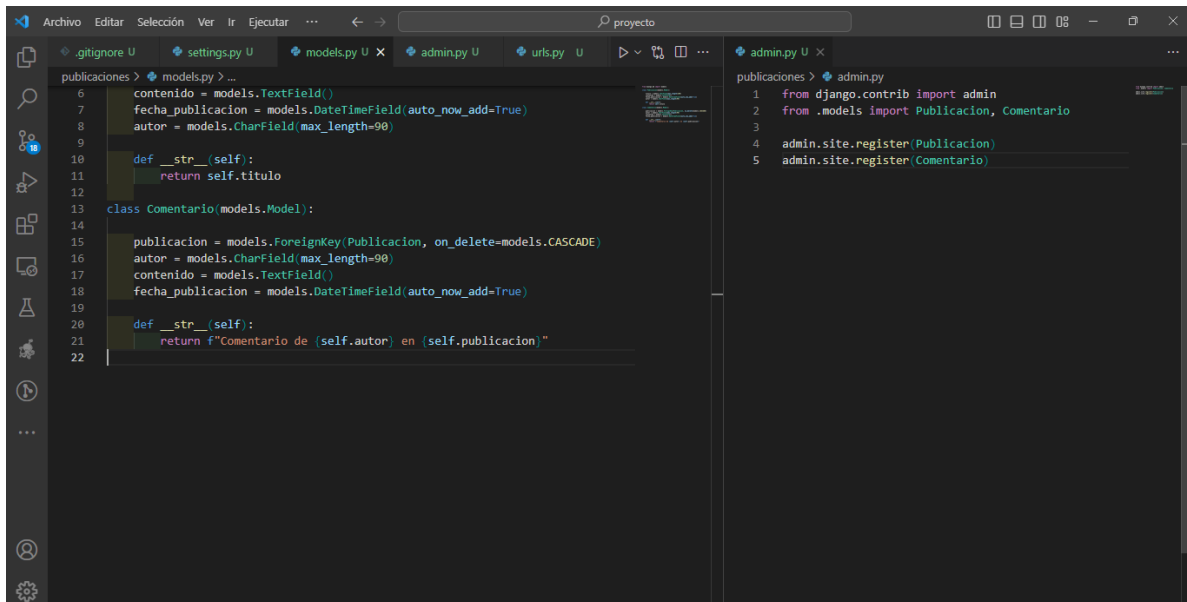 Archivo Editar Selección Ver Ir Ejecutar ··· proyecto
.gitignore U settings.py U models.py U admin.py U urls.py U
publicaciones > models.py > ...
6 contenido = models.TextField()
7 fecha_publicacion = models.DateTimeField(auto_now_add=True)
8 autor = models.CharField(max_length=90)
9
10 def __str__(self):
11 return self.titulo
12
13 class Comentario(models.Model):
14
15 publicacion = models.ForeignKey(Publicacion, on_delete=models.CASCADE)
16 autor = models.CharField(max_length=90)
17 contenido = models.TextField()
18 fecha_publicacion = models.DateTimeField(auto_now_add=True)
19
20 def __str__(self):
21 return f"Comentario de {self.autor} en {self.publicacion}"
22
admin.py U
publicaciones > admin.py
1 from django.contrib import admin
2 from .models import Publicacion, Comentario
3
4 admin.site.register(Publicacion)
5 admin.site.register(Comentario)
18